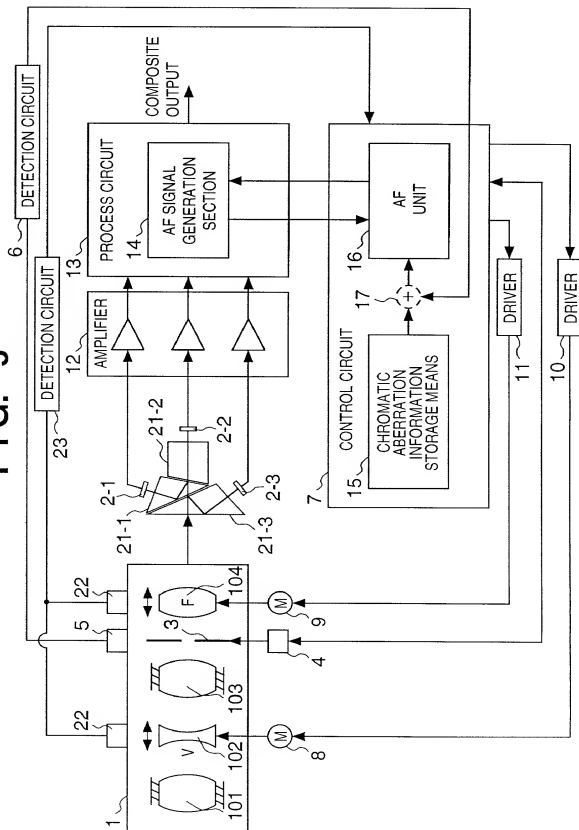 FIG.
6
DETECTION CIRCUIT
DETECTION CIRCUIT
23
COMPOSITE
OUTPUT
13
PROCESS CIRCUIT
14
AF SIGNAL
GENERATION
SECTION
12
AMPLIFIER
21-2
2-2
2-1
21-1
2-3
21-3
1
22
5
22
101
V
102
103
3
F
104
M
8
4
M
9
7
CONTROL CIRCUIT
15
CHROMATIC
ABERRATION
INFORMATION
STORAGE MEANS
17
+
16
AF
UNIT
DRIVER
11
DRIVER
10